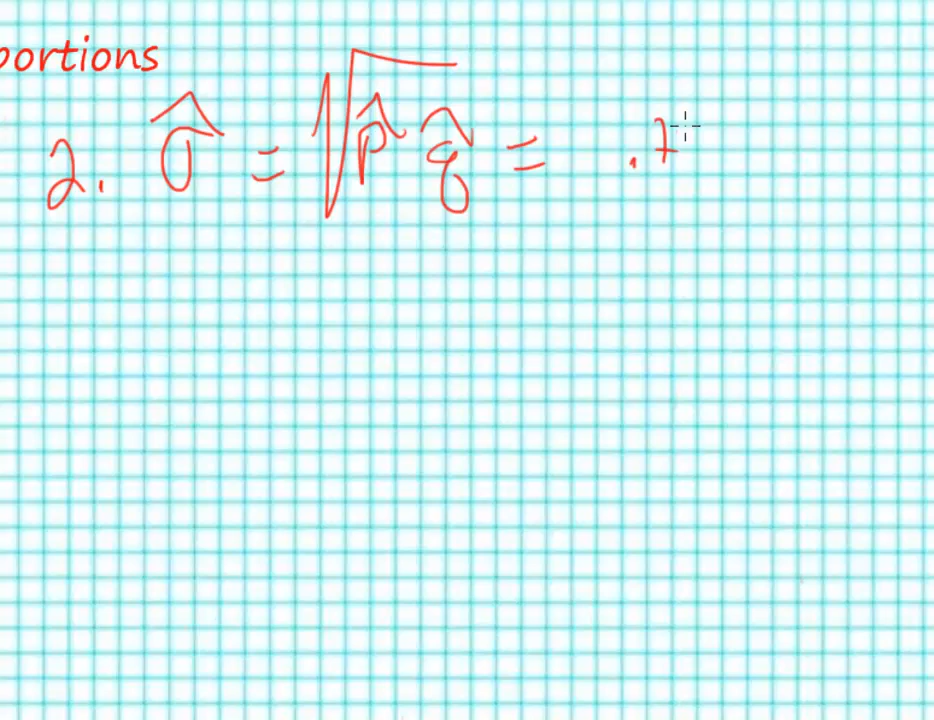 portions
2. σ̂ = √p̂ q̂ = .7